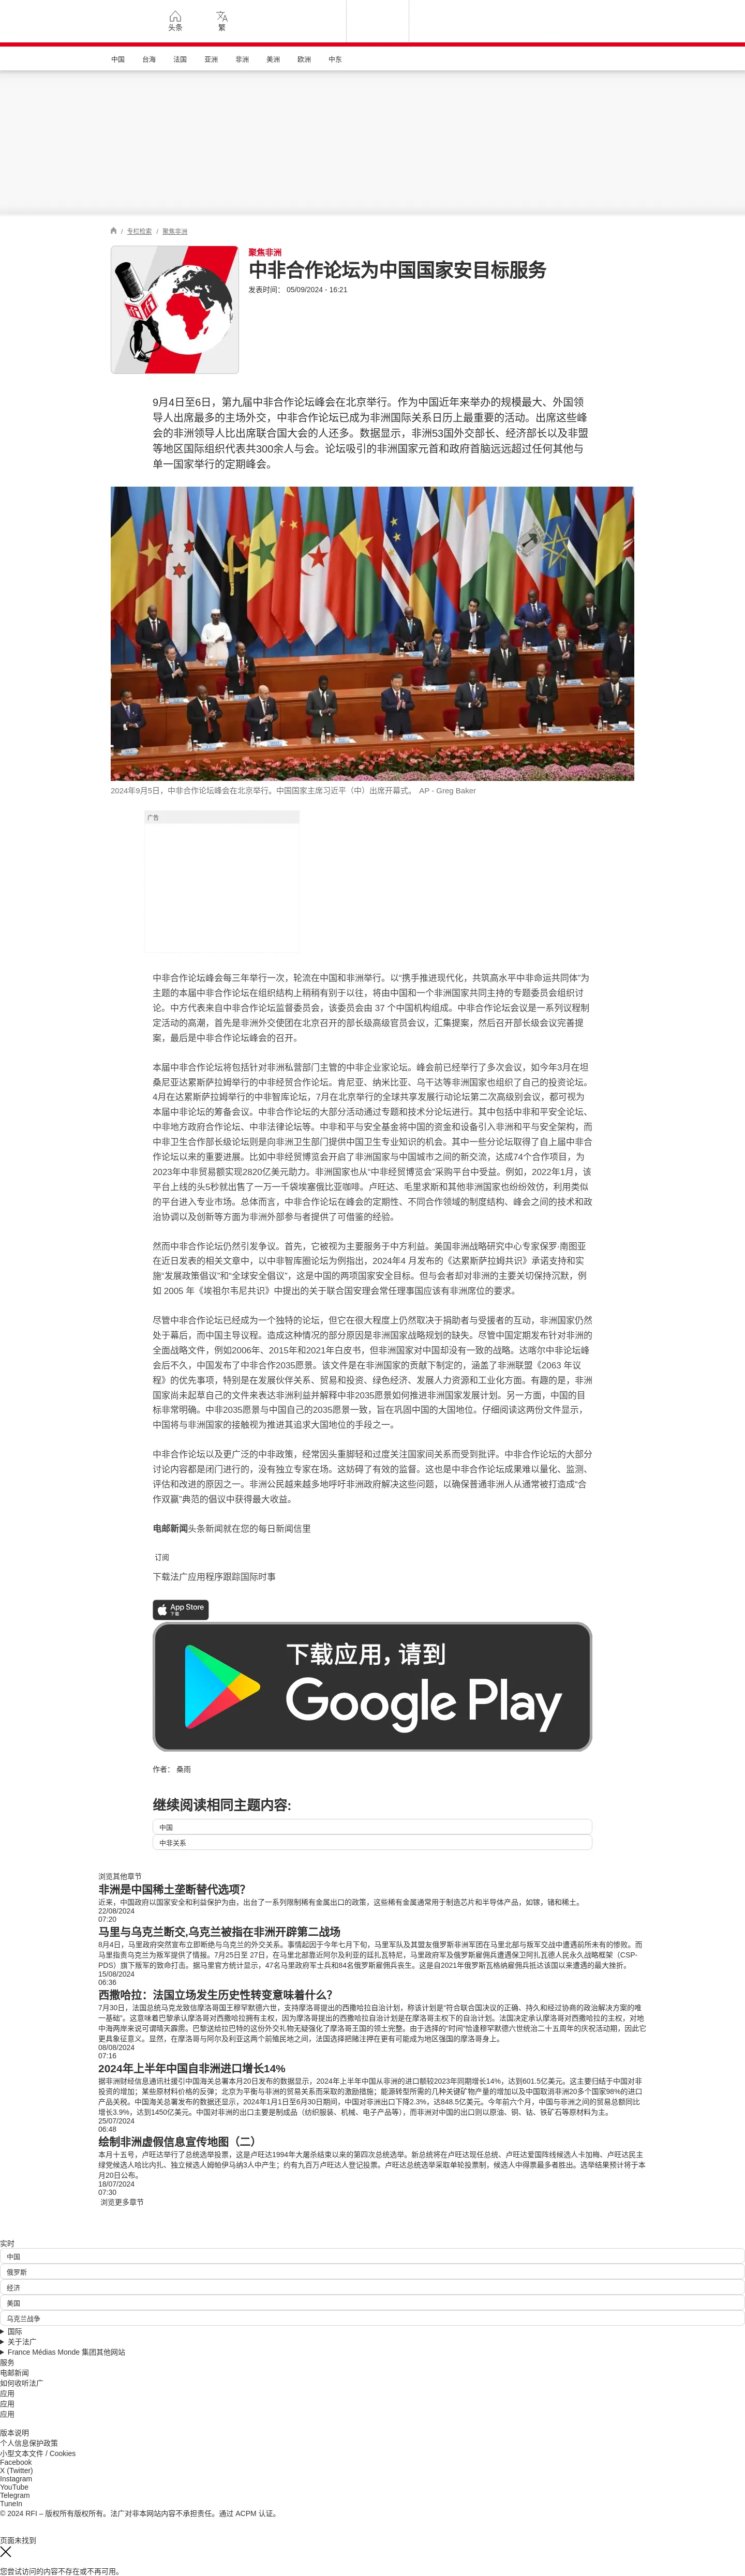 头条
繁
中国 台海 法国 亚洲 非洲 美洲 欧洲 中东
/ 专栏检索 / 聚焦非洲
聚焦非洲
中非合作论坛为中国国家安目标服务
发表时间： 05/09/2024 - 16:21
9月4日至6日，第九届中非合作论坛峰会在北京举行。作为中国近年来举办的规模最大、外国领
导人出席最多的主场外交，中非合作论坛已成为非洲国际关系日历上最重要的活动。出席这些峰
会的非洲领导人比出席联合国大会的人还多。数据显示，非洲53国外交部长、经济部长以及非盟
等地区国际组织代表共300余人与会。论坛吸引的非洲国家元首和政府首脑远远超过任何其他与
单一国家举行的定期峰会。
2024年9月5日，中非合作论坛峰会在北京举行。中国国家主席习近平（中）出席开幕式。 AP - Greg Baker
广告
中非合作论坛峰会每三年举行一次，轮流在中国和非洲举行。以“携手推进现代化，共筑高水平中非命运共同体”为
主题的本届中非合作论坛在组织结构上稍稍有别于以往，将由中国和一个非洲国家共同主持的专题委员会组织讨
论。中方代表来自中非合作论坛监督委员会，该委员会由 37 个中国机构组成。中非合作论坛会议是一系列议程制
定活动的高潮，首先是非洲外交使团在北京召开的部长级高级官员会议，汇集提案，然后召开部长级会议完善提
案，最后是中非合作论坛峰会的召开。
本届中非合作论坛将包括针对非洲私营部门主管的中非企业家论坛。峰会前已经举行了多次会议，如今年3月在坦
桑尼亚达累斯萨拉姆举行的中非经贸合作论坛。肯尼亚、纳米比亚、乌干达等非洲国家也组织了自己的投资论坛。
4月在达累斯萨拉姆举行的中非智库论坛，7月在北京举行的全球共享发展行动论坛第二次高级别会议，都可视为
本届中非论坛的筹备会议。中非合作论坛的大部分活动通过专题和技术分论坛进行。其中包括中非和平安全论坛、
中非地方政府合作论坛、中非法律论坛等。中非和平与安全基金将中国的资金和设备引入非洲和平与安全架构，而
中非卫生合作部长级论坛则是向非洲卫生部门提供中国卫生专业知识的机会。其中一些分论坛取得了自上届中非合
作论坛以来的重要进展。比如中非经贸博览会开启了非洲国家与中国城市之间的新交流，达成74个合作项目，为
2023年中非贸易额实现2820亿美元助力。非洲国家也从“中非经贸博览会”采购平台中受益。例如，2022年1月，该
平台上线的头5秒就出售了一万一千袋埃塞俄比亚咖啡。卢旺达、毛里求斯和其他非洲国家也纷纷效仿，利用类似
的平台进入专业市场。总体而言，中非合作论坛在峰会的定期性、不同合作领域的制度结构、峰会之间的技术和政
治协调以及创新等方面为非洲外部参与者提供了可借鉴的经验。
然而中非合作论坛仍然引发争议。首先，它被视为主要服务于中方利益。美国非洲战略研究中心专家保罗·南图亚
在近日发表的相关文章中，以中非智库圈论坛为例指出，2024年4 月发布的《达累斯萨拉姆共识》承诺支持和实
施“发展政策倡议”和“全球安全倡议”，这是中国的两项国家安全目标。但与会者却对非洲的主要关切保持沉默，例
如 2005 年《埃祖尔韦尼共识》中提出的关于联合国安理会常任理事国应该有非洲席位的要求。
尽管中非合作论坛已经成为一个独特的论坛，但它在很大程度上仍然取决于捐助者与受援者的互动，非洲国家仍然
处于幕后，而中国主导议程。造成这种情况的部分原因是非洲国家战略规划的缺失。尽管中国定期发布针对非洲的
全面战略文件，例如2006年、2015年和2021年白皮书，但非洲国家对中国却没有一致的战略。达喀尔中非论坛峰
会后不久，中国发布了中非合作2035愿景。该文件是在非洲国家的贡献下制定的，涵盖了非洲联盟《2063 年议
程》的优先事项，特别是在发展伙伴关系、贸易和投资、绿色经济、发展人力资源和工业化方面。有趣的是，非洲
国家尚未起草自己的文件来表达非洲利益并解释中非2035愿景如何推进非洲国家发展计划。另一方面，中国的目
标非常明确。中非2035愿景与中国自己的2035愿景一致，旨在巩固中国的大国地位。仔细阅读这两份文件显示，
中国将与非洲国家的接触视为推进其追求大国地位的手段之一。
中非合作论坛以及更广泛的中非政策，经常因头重脚轻和过度关注国家间关系而受到批评。中非合作论坛的大部分
讨论内容都是闭门进行的，没有独立专家在场。这妨碍了有效的监督。这也是中非合作论坛成果难以量化、监测、
评估和改进的原因之一。非洲公民越来越多地呼吁非洲政府解决这些问题，以确保普通非洲人从通常被打造成“合
作双赢”典范的倡议中获得最大收益。
电邮新闻头条新闻就在您的每日新闻信里
订阅
下载法广应用程序跟踪国际时事
App Store
下载
下载应用，请到
Google Play
作者： 桑雨
继续阅读相同主题内容:
中国
中非关系
浏览其他章节
非洲是中国稀土垄断替代选项？
近来，中国政府以国家安全和利益保护为由，出台了一系列限制稀有金属出口的政策，这些稀有金属通常用于制造芯片和半导体产品，如镓，锗和稀土。
22/08/2024
07:20
马里与乌克兰断交,乌克兰被指在非洲开辟第二战场
8月4日，马里政府突然宣布立即断绝与乌克兰的外交关系。事情起因于今年七月下旬，马里军队及其盟友俄罗斯非洲军团在马里北部与叛军交战中遭遇前所未有的惨败。而
马里指责乌克兰为叛军提供了情报。7月25日至 27日，在马里北部靠近阿尔及利亚的廷扎瓦特尼，马里政府军及俄罗斯雇佣兵遭遇保卫阿扎瓦德人民永久战略框架（CSP-
PDS）旗下叛军的致命打击。据马里官方统计显示，47名马里政府军士兵和84名俄罗斯雇佣兵丧生。这是自2021年俄罗斯瓦格纳雇佣兵抵达该国以来遭遇的最大挫折。
15/08/2024
06:36
西撒哈拉：法国立场发生历史性转变意味着什么？
7月30日，法国总统马克龙致信摩洛哥国王穆罕默德六世，支持摩洛哥提出的西撒哈拉自治计划，称该计划是“符合联合国决议的正确、持久和经过协商的政治解决方案的唯
一基础”。这意味着巴黎承认摩洛哥对西撒哈拉拥有主权，因为摩洛哥提出的西撒哈拉自治计划是在摩洛哥主权下的自治计划。法国决定承认摩洛哥对西撒哈拉的主权，对地
中海两岸来说可谓晴天霹雳。巴黎送给拉巴特的这份外交礼物无疑强化了摩洛哥王国的领土完整。由于选择的“时间”恰逢穆罕默德六世统治二十五周年的庆祝活动期，因此它
更具象征意义。显然，在摩洛哥与阿尔及利亚这两个前殖民地之间，法国选择把赌注押在更有可能成为地区强国的摩洛哥身上。
08/08/2024
07:16
2024年上半年中国自非洲进口增长14%
据非洲财经信息通讯社援引中国海关总署本月20日发布的数据显示，2024年上半年中国从非洲的进口额较2023年同期增长14%，达到601.5亿美元。这主要归结于中国对非
投资的增加；某些原材料价格的反弹；北京为平衡与非洲的贸易关系而采取的激励措施；能源转型所需的几种关键矿物产量的增加以及中国取消非洲20多个国家98%的进口
产品关税。中国海关总署发布的数据还显示，2024年1月1日至6月30日期间，中国对非洲出口下降2.3%，达848.5亿美元。今年前六个月，中国与非洲之间的贸易总额同比
增长3.9%，达到1450亿美元。中国对非洲的出口主要是制成品（纺织服装、机械、电子产品等），而非洲对中国的出口则以原油、铜、钴、铁矿石等原材料为主。
25/07/2024
06:48
绘制非洲虚假信息宣传地图（二）
本月十五号，卢旺达举行了总统选举投票，这是卢旺达1994年大屠杀结束以来的第四次总统选举。新总统将在卢旺达现任总统、卢旺达爱国阵线候选人卡加梅、卢旺达民主
绿党候选人哈比内扎、独立候选人姆帕伊马纳3人中产生；约有九百万卢旺达人登记投票。卢旺达总统选举采取单轮投票制，候选人中得票最多者胜出。选举结果预计将于本
月20日公布。
18/07/2024
07:30
浏览更多章节
实时
中国
俄罗斯
经济
美国
乌克兰战争
国际
关于法广
France Médias Monde 集团其他网站
服务
电邮新闻
如何收听法广
应用
应用
应用
版本说明
个人信息保护政策
小型文本文件 / Cookies
Facebook
X (Twitter)
Instagram
YouTube
Telegram
TuneIn
© 2024 RFI – 版权所有版权所有。法广对非本网站内容不承担责任。通过 ACPM 认证。
页面未找到
您尝试访问的内容不存在或不再可用。